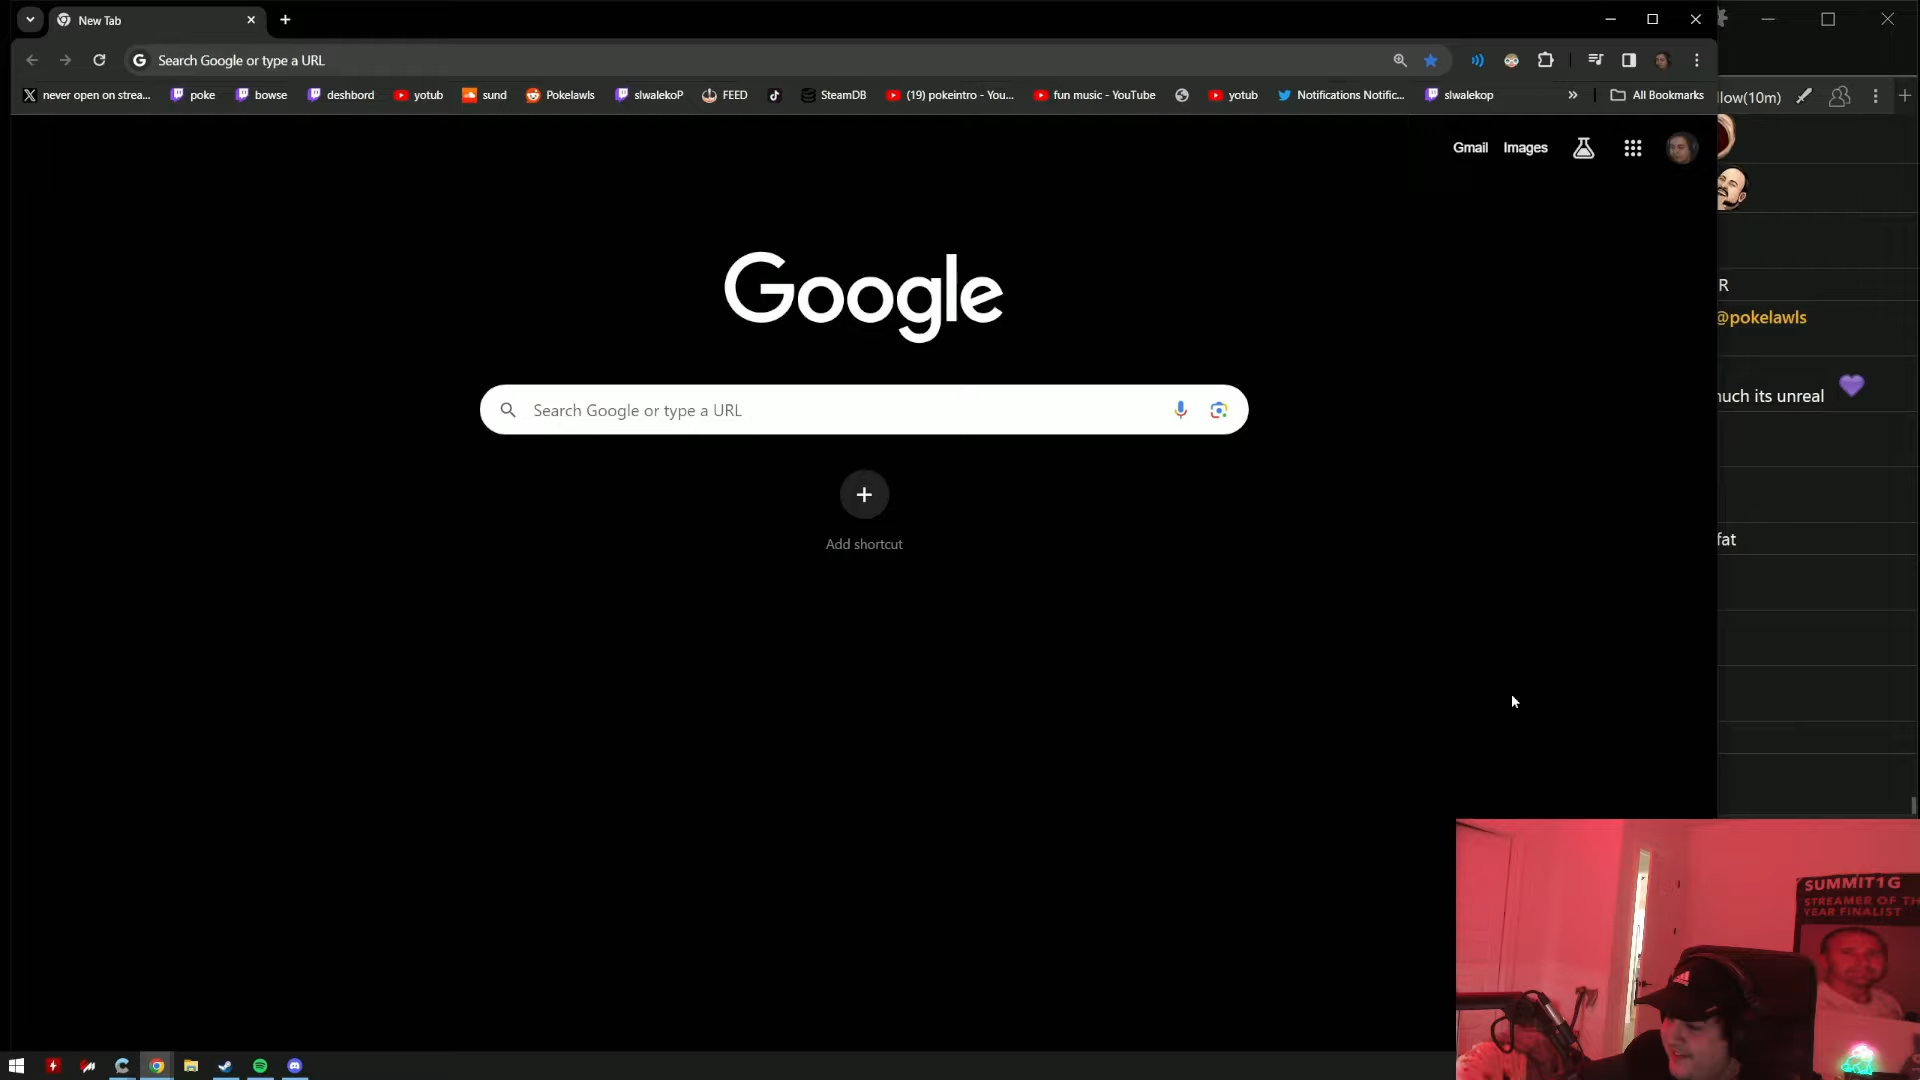 New Tab
Search Google or type a URL
never open on strea...
poke
bowse
deshbord
yotub
sund
Pokelawls
slwalekoP
FEED
SteamDB
(19) pokeintro - You...
fun music - YouTube
yotub
Notifications Notific...
slwalekop
»
All Bookmarks
llow(10m)
Gmail
Images
R
@pokelawls
Google
much its unreal
Search Google or type a URL
Add shortcut
fat
SUMMIT1G
STREAMER OF TH
YEAR FINALIST